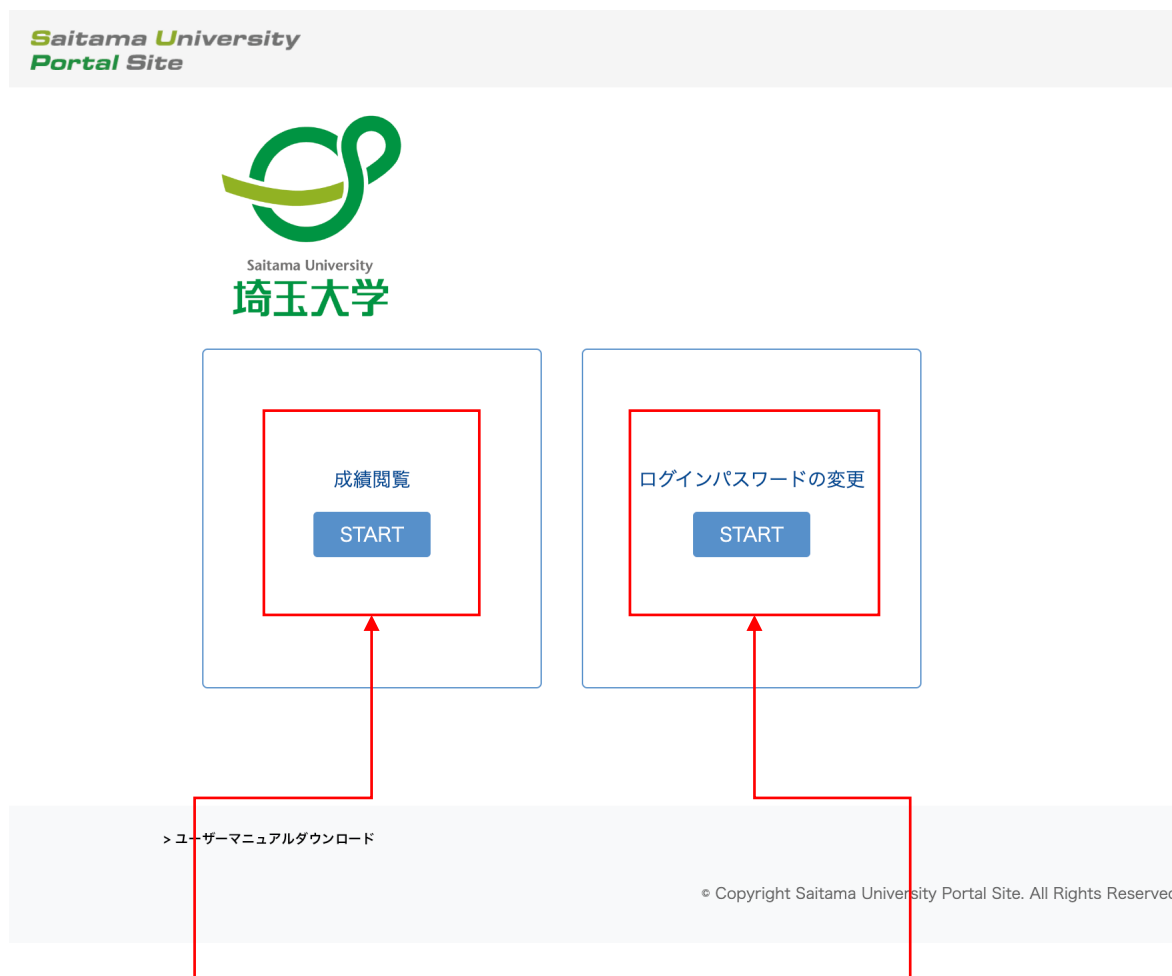 Saitama University
Portal Site
Saitama University
埼玉大学
成績閲覧
START
ログインパスワードの変更
START
> ユーザーマニュアルダウンロード
© Copyright Saitama University Portal Site. All Rights Reserved